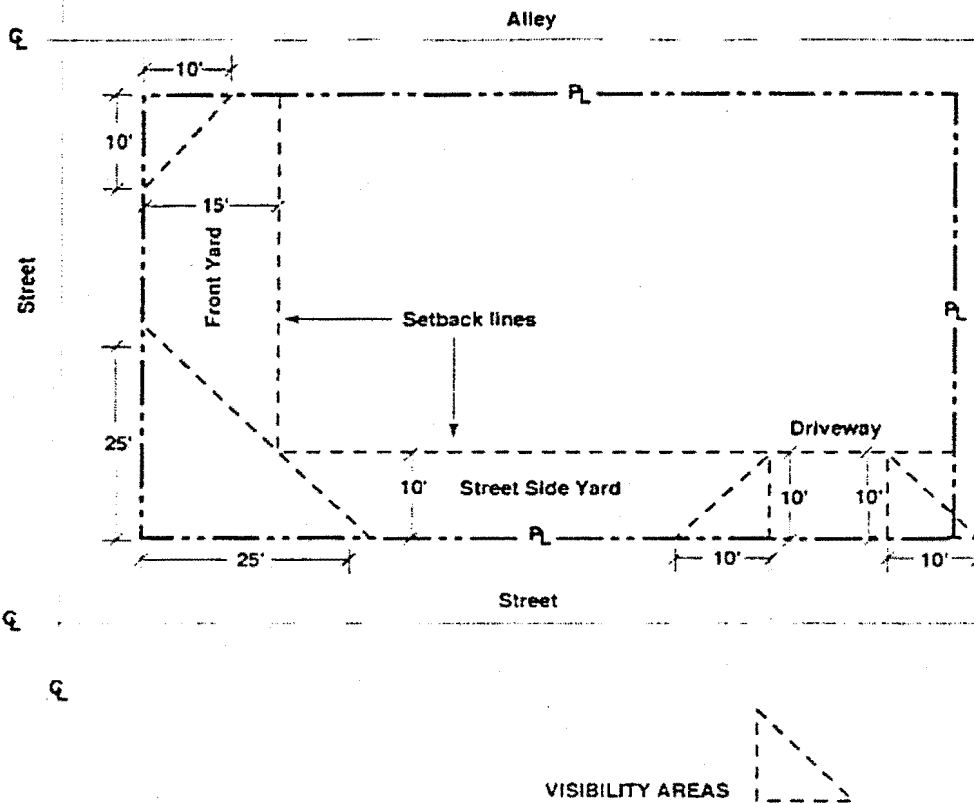 Alley
℄
10'
PL
10'
15'
Front Yard
Street
Setback lines
PL
25'
Driveway
10'
Street Side Yard
10'
10'
PL
25'
10'
10'
Street
℄
℄
VISIBILITY AREAS